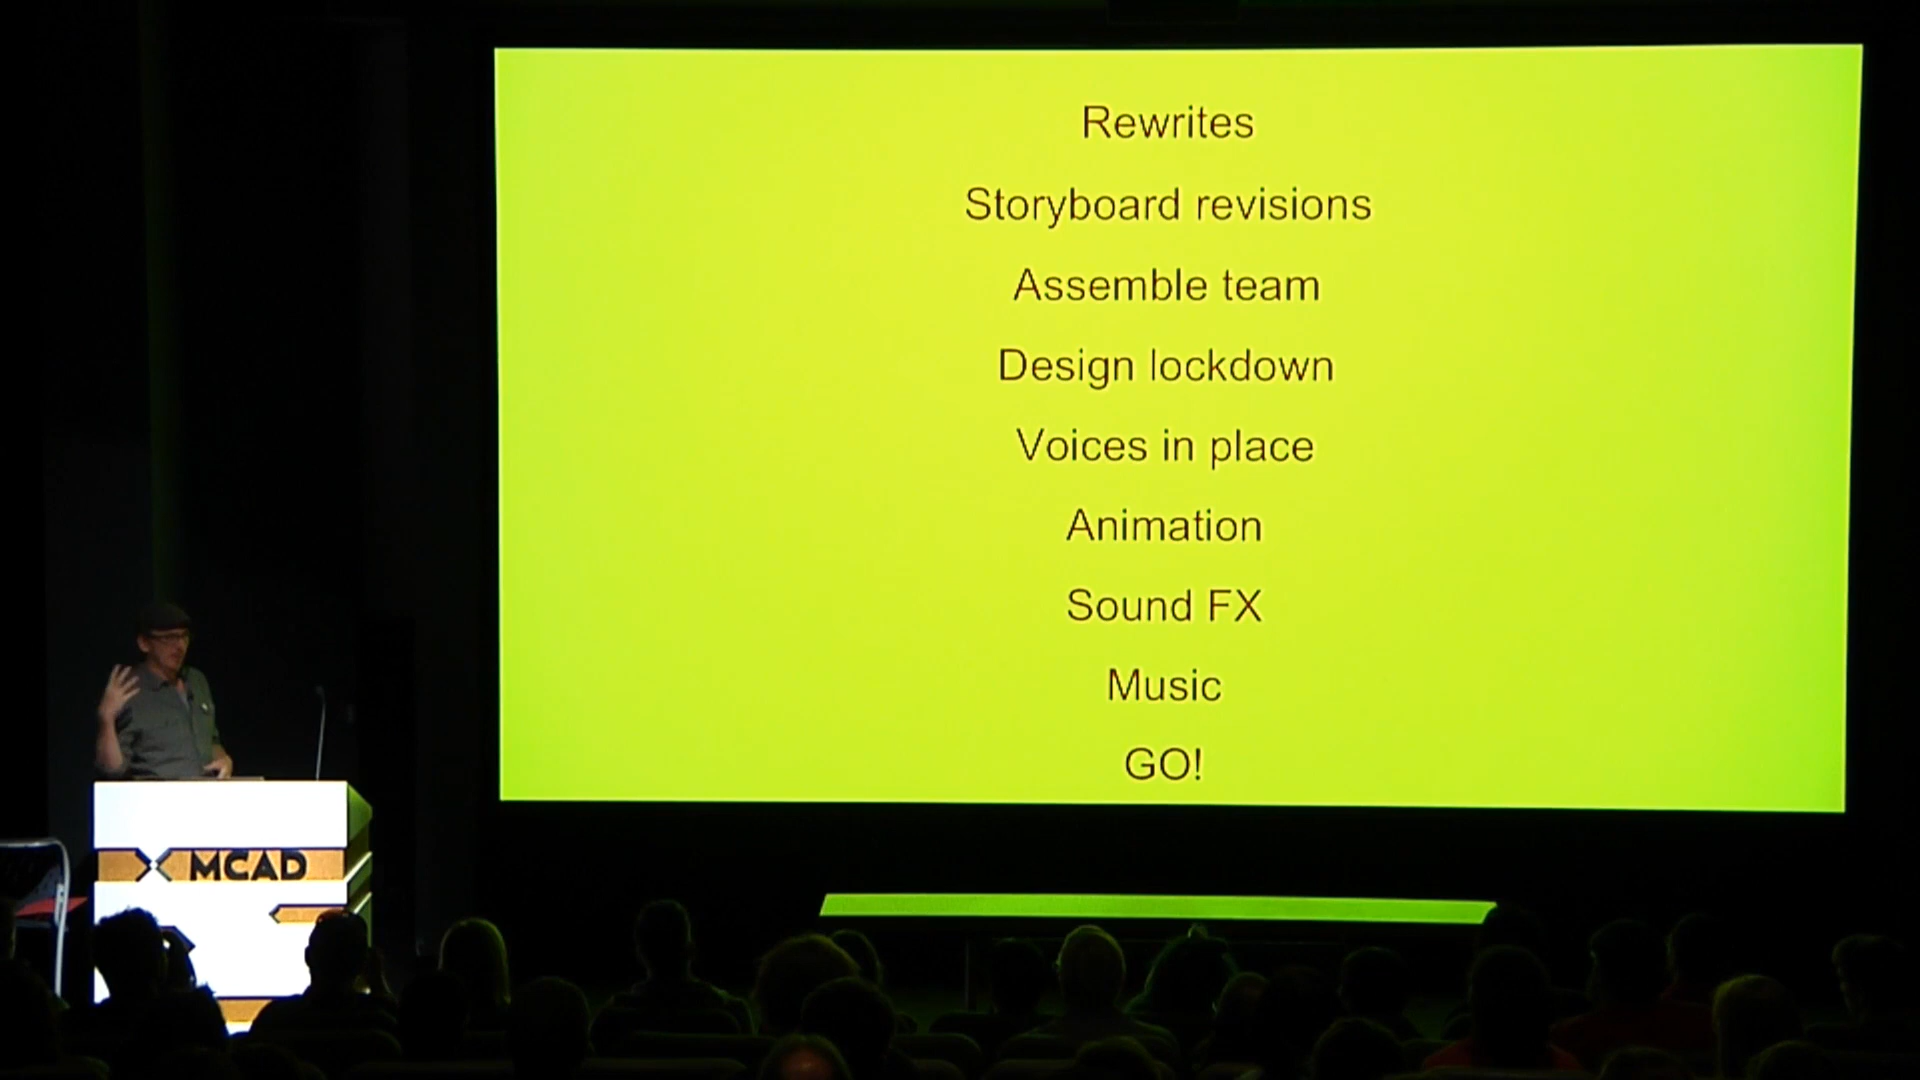 Rewrites
Storyboard revisions
Assemble team
Design lockdown
Voices in place
Animation
Sound FX
Music
GO!
MCAD